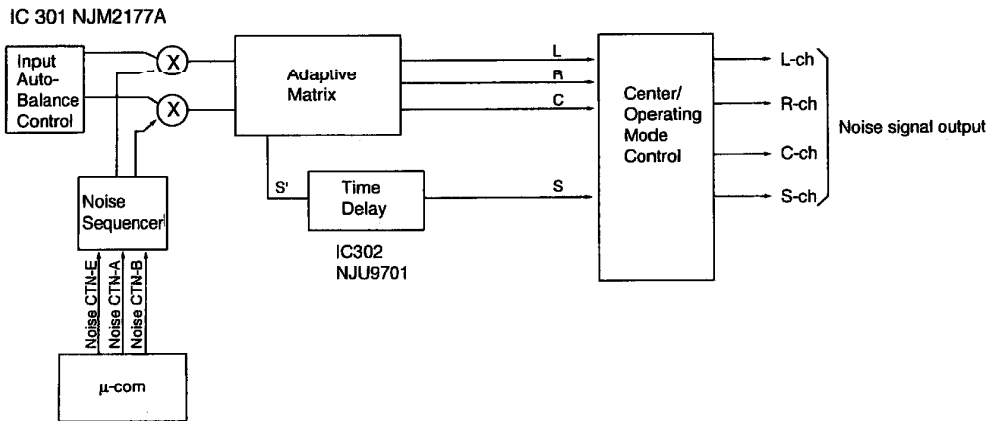 IC 301 NJM2177A
Input
Auto-
Balance
Control
X
X
Adaptive
Matrix
L
R
C
Center/
Operating
Mode
Control
L-ch
R-ch
C-ch
S-ch
Noise signal output
S'
Time
Delay
S
IC302
NJU9701
Noise
Sequencer
Noise CTN-E
Noise CTN-A
Noise CTN-B
μ-com